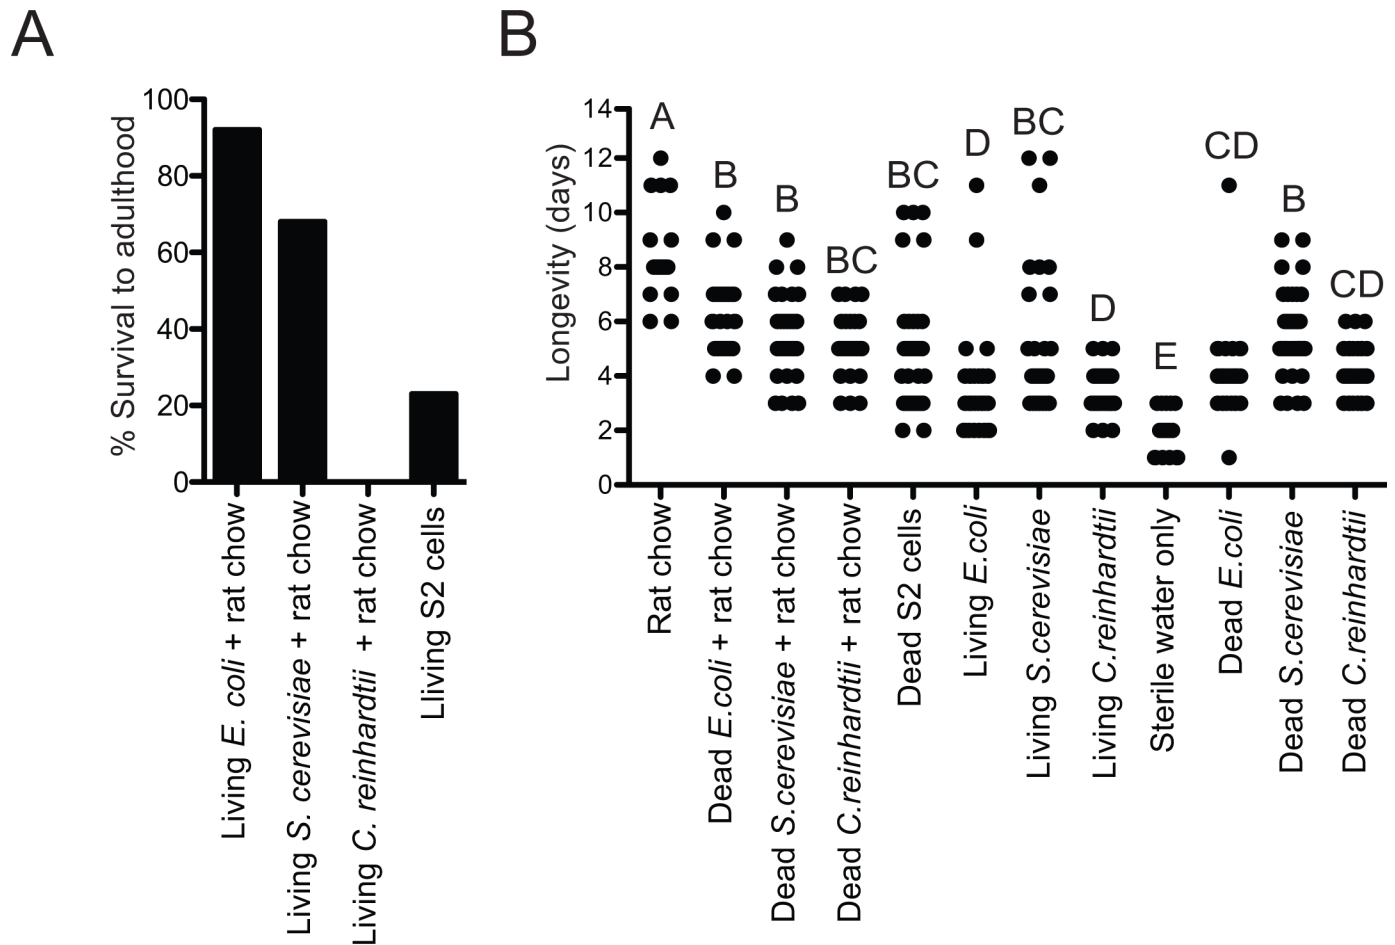 A
% Survival to adulthood
100
80
60
40
20
0
Living E. coli + rat chow
Living S. cerevisiae + rat chow
Living C. reinhardtii + rat chow
Lliving S2 cells
B
Longevity (days)
14
12
10
8
6
4
2
0
A
B
B
BC
BC
D
BC
D
E
CD
B
CD
Rat chow
Dead E.coli + rat chow
Dead S.cerevisiae + rat chow
Dead C.reinhardtii + rat chow
Dead S2 cells
Living E.coli
Living S.cerevisiae
Living C.reinhardtii
Sterile water only
Dead E.coli
Dead S.cerevisiae
Dead C.reinhardtii